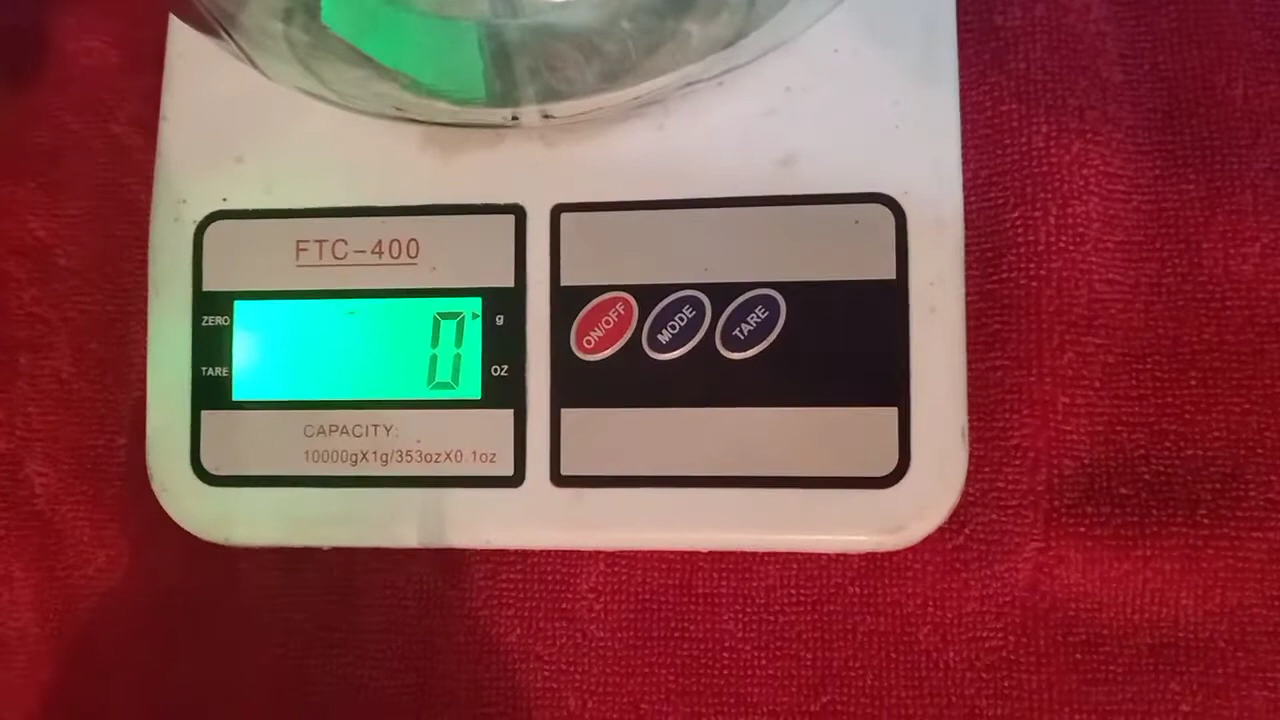 FTC-400
ZERO
0
g
TARE
OZ
CAPACITY:
10000gX1g/353ozX0.1oz
ON/OFF
MODE
TARE